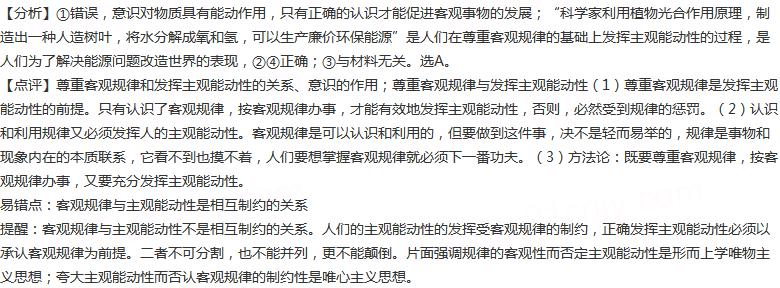 【分析】①错误，意识对物质具有能动作用，只有正确的认识才能促进客观事物的发展；“科学家利用植物光合作用原理，制
造出一种人造树叶，将水分解成氧和氢，可以生产廉价环保能源”是人们在尊重客观规律的基础上发挥主观能动性的过程，是
人们为了解决能源问题改造世界的表现，②④正确；③与材料无关。选A。
【点评】尊重客观规律和发挥主观能动性的关系、意识的作用；尊重客观规律与发挥主观能动性（1）尊重客观规律是发挥主观
能动性的前提。只有认识了客观规律，按客观规律办事，才能有效地发挥主观能动性，否则，必然受到规律的惩罚。（2）认识
和利用规律又必须发挥人的主观能动性。客观规律是可以认识和利用的，但要做到这件事，决不是轻而易举的，规律是事物和
现象内在的本质联系，它看不到也摸不着，人们要想掌握客观规律就必须下一番功夫。（3）方法论：既要尊重客观规律，按客
观规律办事，又要充分发挥主观能动性。
易错点：客观规律与主观能动性是相互制约的关系
提醒：客观规律与主观能动性不是相互制约的关系。人们的主观能动性的发挥受客观规律的制约，正确发挥主观能动性必须以
承认客观规律为前提。二者不可分割，也不能并列，更不能颠倒。片面强调规律的客观性而否定主观能动性是形而上学唯物主
义思想；夸大主观能动性而否认客观规律的制约性是唯心主义思想。